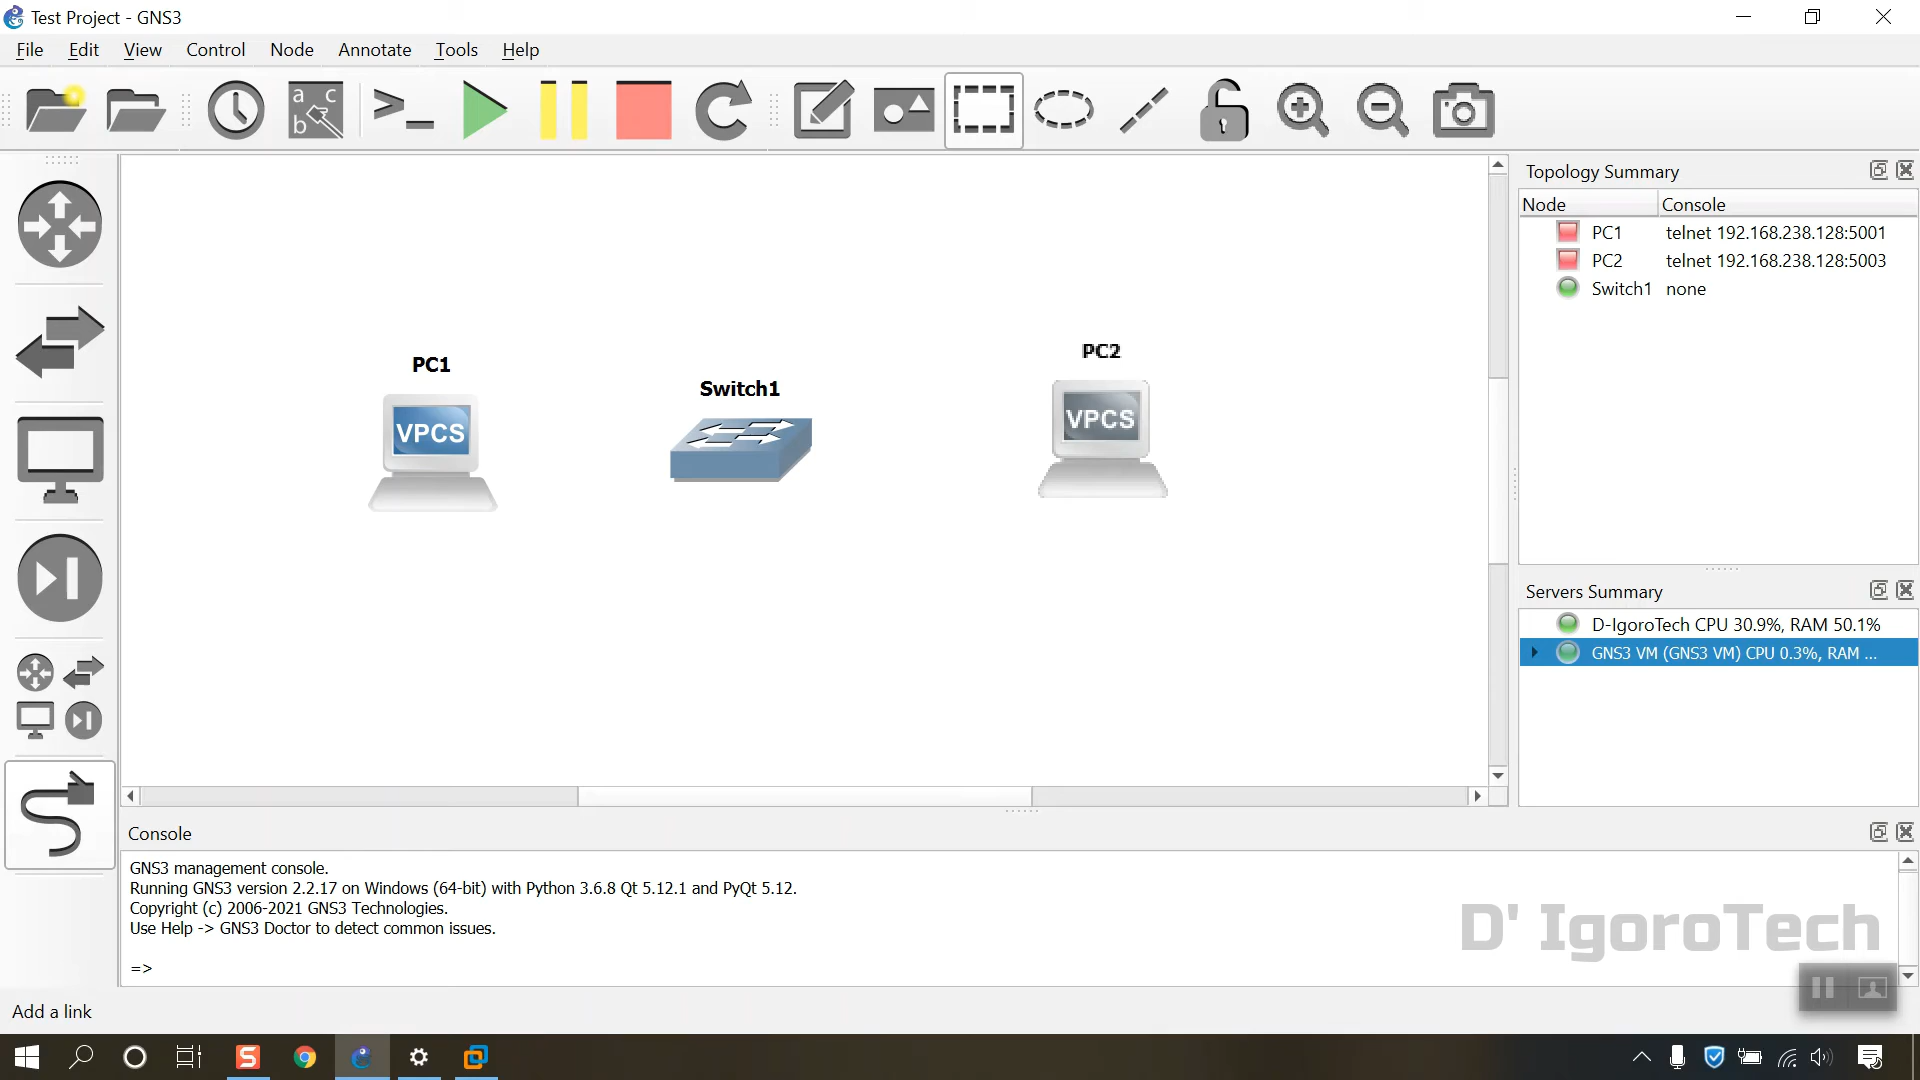 Test Project - GNS3
File Edit View Control Node Annotate Tools Help
a c
b
Topology Summary
Node Console
PC1 telnet 192.168.238.128:5001
PC2 telnet 192.168.238.128:5003
Switch1 none
PC1
VPCS
Switch1
PC2
VPCS
Servers Summary
D-IgoroTech CPU 30.9%, RAM 50.1%
GNS3 VM (GNS3 VM) CPU 0.3%, RAM ...
Console
GNS3 management console.
Running GNS3 version 2.2.17 on Windows (64-bit) with Python 3.6.8 Qt 5.12.1 and PyQt 5.12.
Copyright (c) 2006-2021 GNS3 Technologies.
Use Help -> GNS3 Doctor to detect common issues.
=>
D' IgoroTech
Add a link